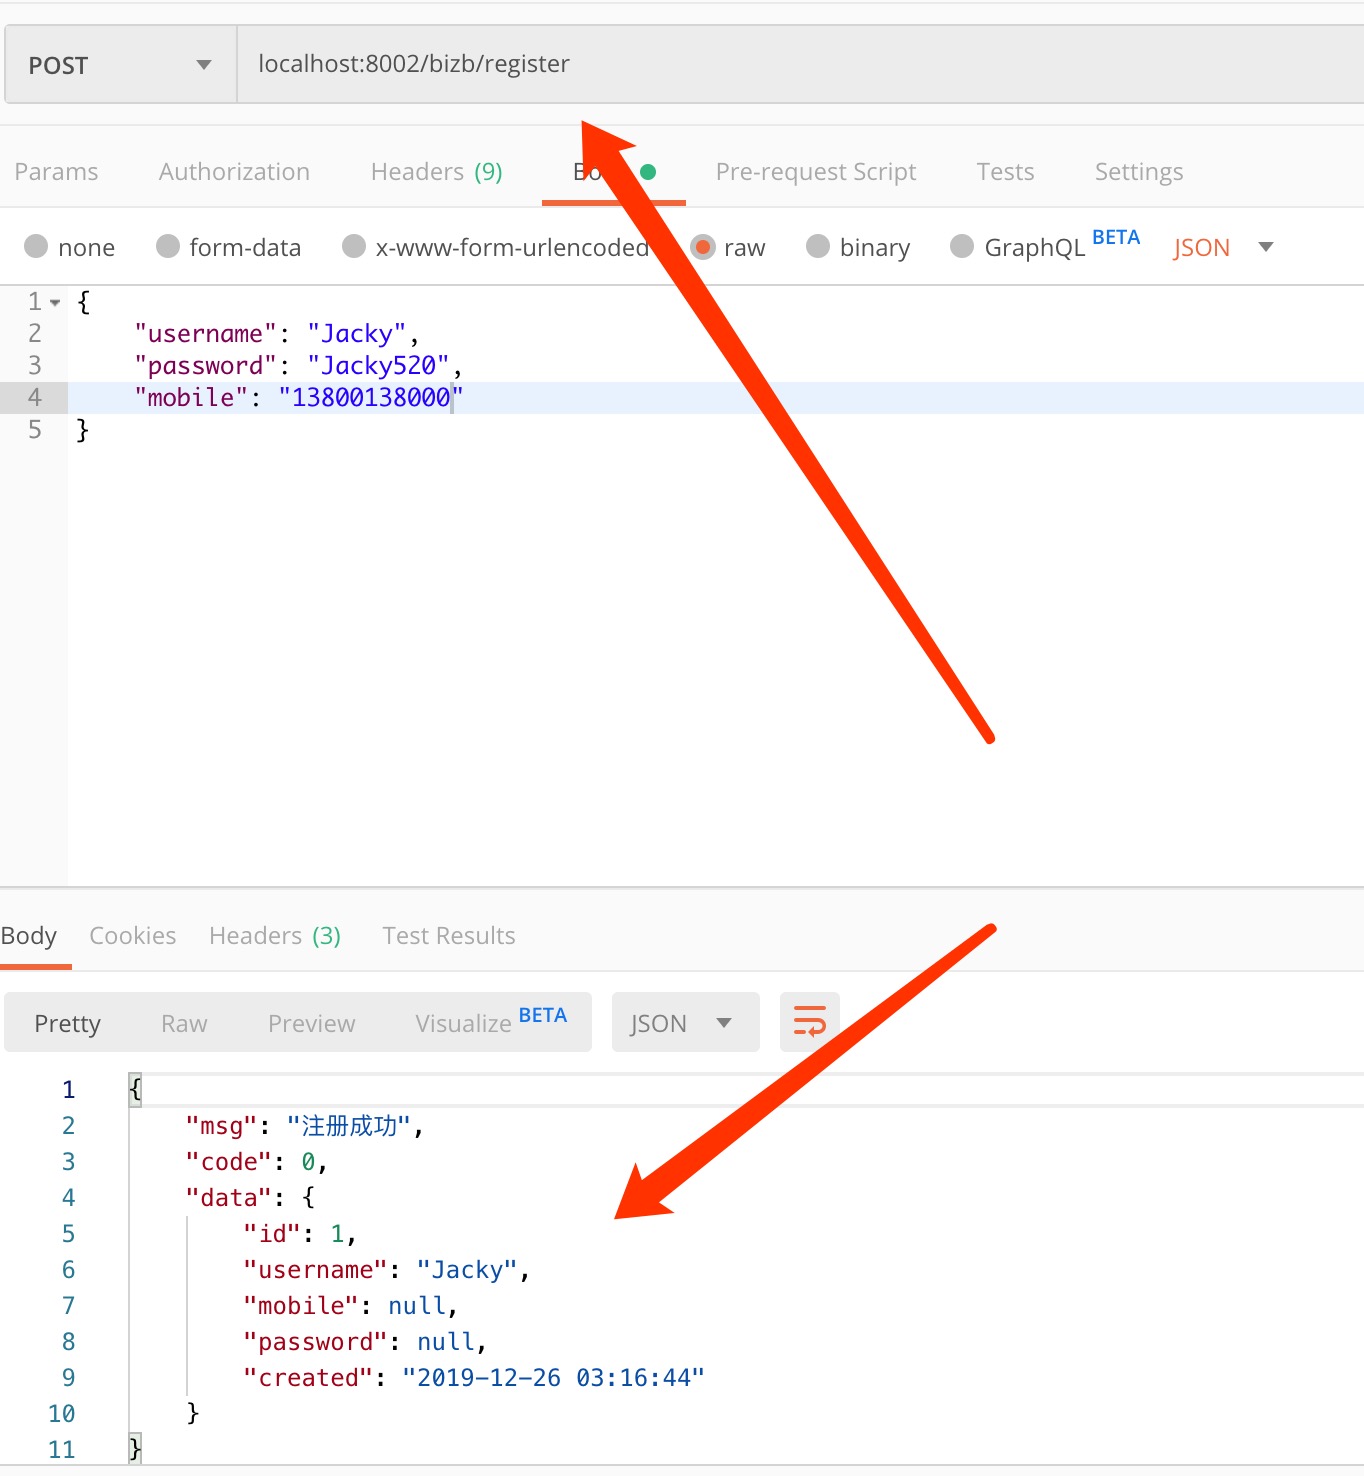 POST localhost:8002/bizb/register
Params Authorization Headers (9) Pre-request Script Tests Settings
none form-data x-www-form-urlencoded raw binary GraphQL BETA JSON
1 {
2 "username": "Jacky",
3 "password": "Jacky520",
4 "mobile": "13800138000"
5 }
Body Cookies Headers (3) Test Results
Pretty Raw Preview Visualize BETA JSON
1 {
2 "msg": "注册成功",
3 "code": 0,
4 "data": {
5 "id": 1,
6 "username": "Jacky",
7 "mobile": null,
8 "password": null,
9 "created": "2019-12-26 03:16:44"
10 }
11 }